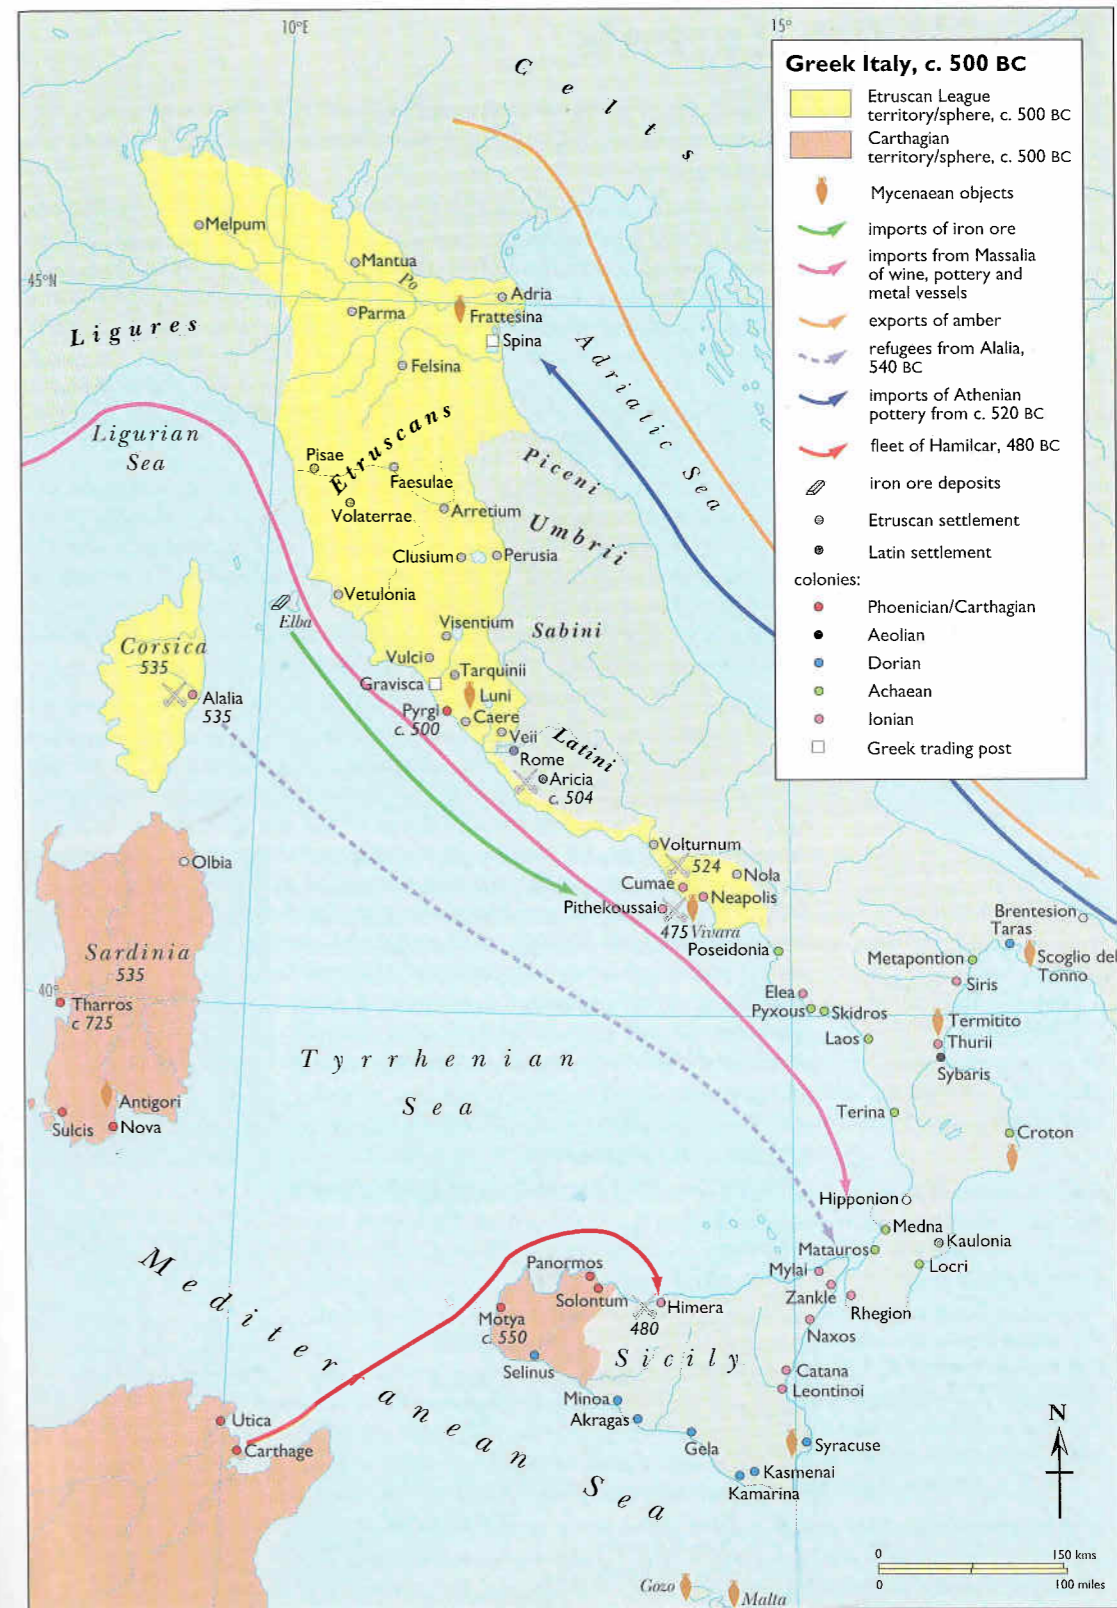 10°E
15°
Greek Italy, c. 500 BC
Etruscan League
territory/sphere, c. 500 BC
Carthagian
territory/sphere, c. 500 BC
Mycenaean objects
imports of iron ore
imports from Massalia
of wine, pottery and
metal vessels
exports of amber
refugees from Alalia,
540 BC
imports of Athenian
pottery from c. 520 BC
fleet of Hamilcar, 480 BC
iron ore deposits
Etruscan settlement
Latin settlement
colonies:
Phoenician/Carthagian
Aeolian
Dorian
Achaean
Ionian
Greek trading post
Celts
Melpum
Mantua
45°N
Po
Adria
Parma
Frattesina
Ligures
Spina
Felsina
Adriatic Sea
Etruscans
Ligurian
Sea
Pisae
Faesulae
Piceni
Volaterrae
Arretium
Umbrii
Clusium
Perusia
Vetulonia
Elba
Visentium
Sabini
Corsica
535
Vulci
Tarquinii
Gravisca
Luni
Alalia
535
Pyrgi
c. 500
Caere
Veii
Latini
Rome
Aricia
c. 504
Volturnum
524
Olbia
Nola
Cumae
Neapolis
Pithekoussai
475
Vivara
Poseidonia
Brentesion
Taras
Metapontion
Scoglio del
Tonno
Sardinia
535
Siris
40°
Elea
Tharros
c 725
Pyxous
Skidros
Termitito
Laos
Thurii
Tyrrhenian
Sea
Sybaris
Antigori
Terina
Sulcis
Nova
Croton
Hipponion
Medna
Kaulonia
Matauros
Locri
Mediterranean Sea
Panormos
Mylai
Solontum
Himera
Zankle
Rhegion
Motya
c. 550
480
Naxos
Sicily
Selinus
Catana
Leontinoi
Minoa
Akragas
Utica
Carthage
Gela
Syracuse
Kasmenai
Kamarina
N
0
150 kms
0
100 miles
Gozo
Malta